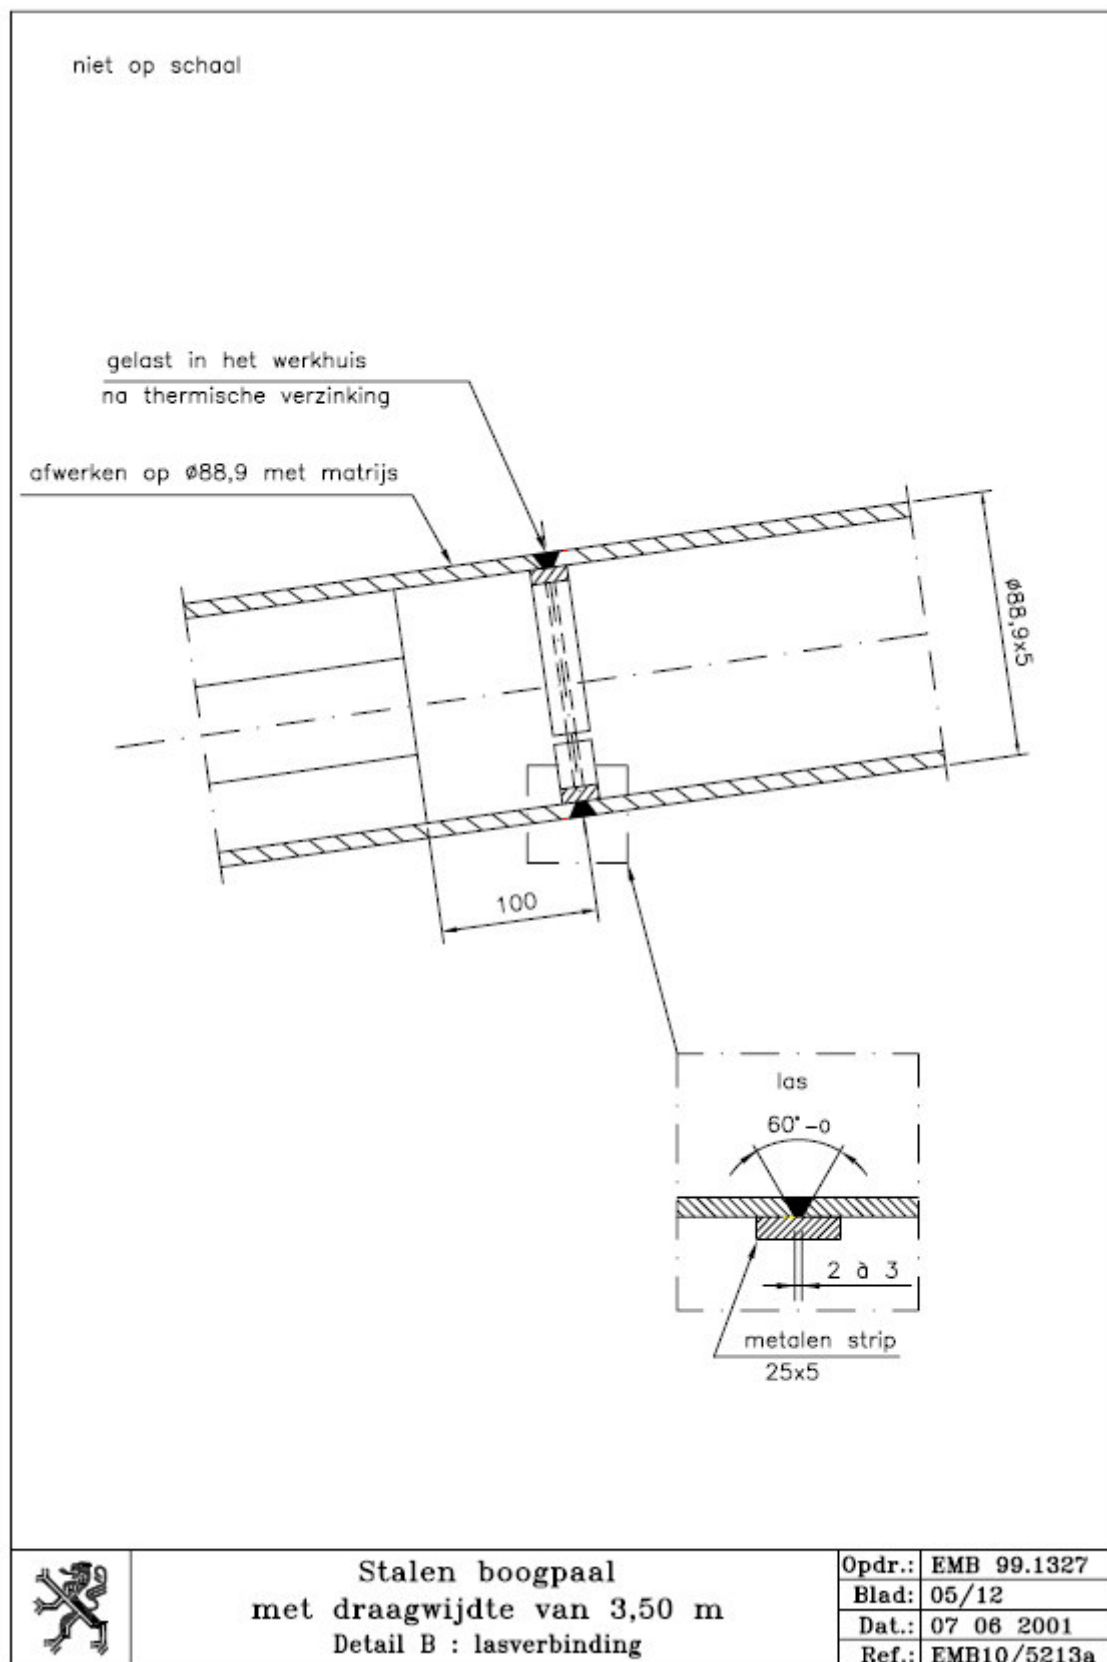 niet op schaal
gelast in het werkhuis
na thermische verzinking
afwerken op ø88,9 met matrijs
ø88,9x5
100
las
60°-0
2 à 3
metalen strip
25x5
Stalen boogpaal
met draagwijdte van 3,50 m
Detail B : lasverbinding
Opdr.: EMB 99.1327
Blad: 05/12
Dat.: 07 06 2001
Ref.: EMB10/5213a